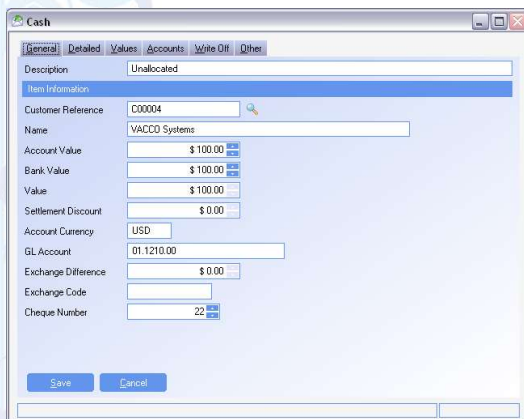 Cash
General Detailed Values Accounts Write Off Other
Description Unallocated
Item Information
Customer Reference C00004
Name VACCO Systems
Account Value $ 100.00
Bank Value $ 100.00
Value $ 100.00
Settlement Discount $ 0.00
Account Currency USD
GL Account 01.1210.00
Exchange Difference $ 0.00
Exchange Code
Cheque Number 22
Save Cancel